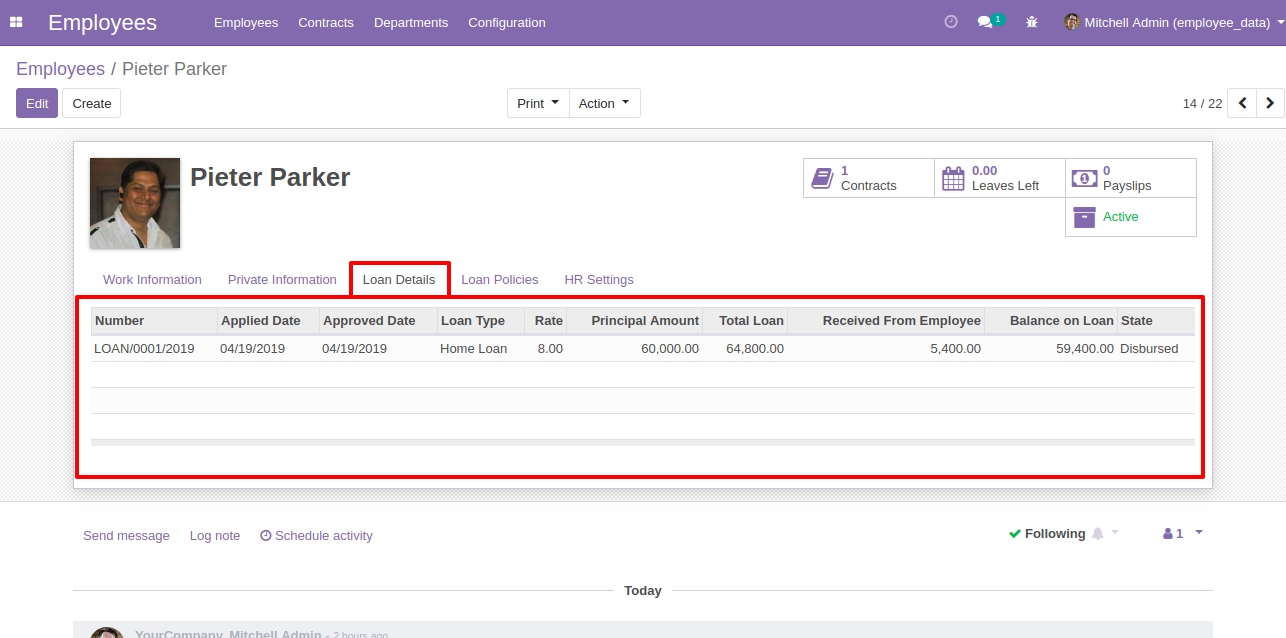 Employees Employees Contracts Departments Configuration 1 Mitchell Admin (employee_data)
Employees / Pieter Parker
Edit Create Print Action 14 / 22
Pieter Parker
1 Contracts 0.00 Leaves Left 0 Payslips
Active
Work Information Private Information Loan Details Loan Policies HR Settings
Number Applied Date Approved Date Loan Type Rate Principal Amount Total Loan Received From Employee Balance on Loan State
LOAN/0001/2019 04/19/2019 04/19/2019 Home Loan 8.00 60,000.00 64,800.00 5,400.00 59,400.00 Disbursed
Send message Log note Schedule activity Following 1
Today
YourCompany, Mitchell Admin - 2 hours ago